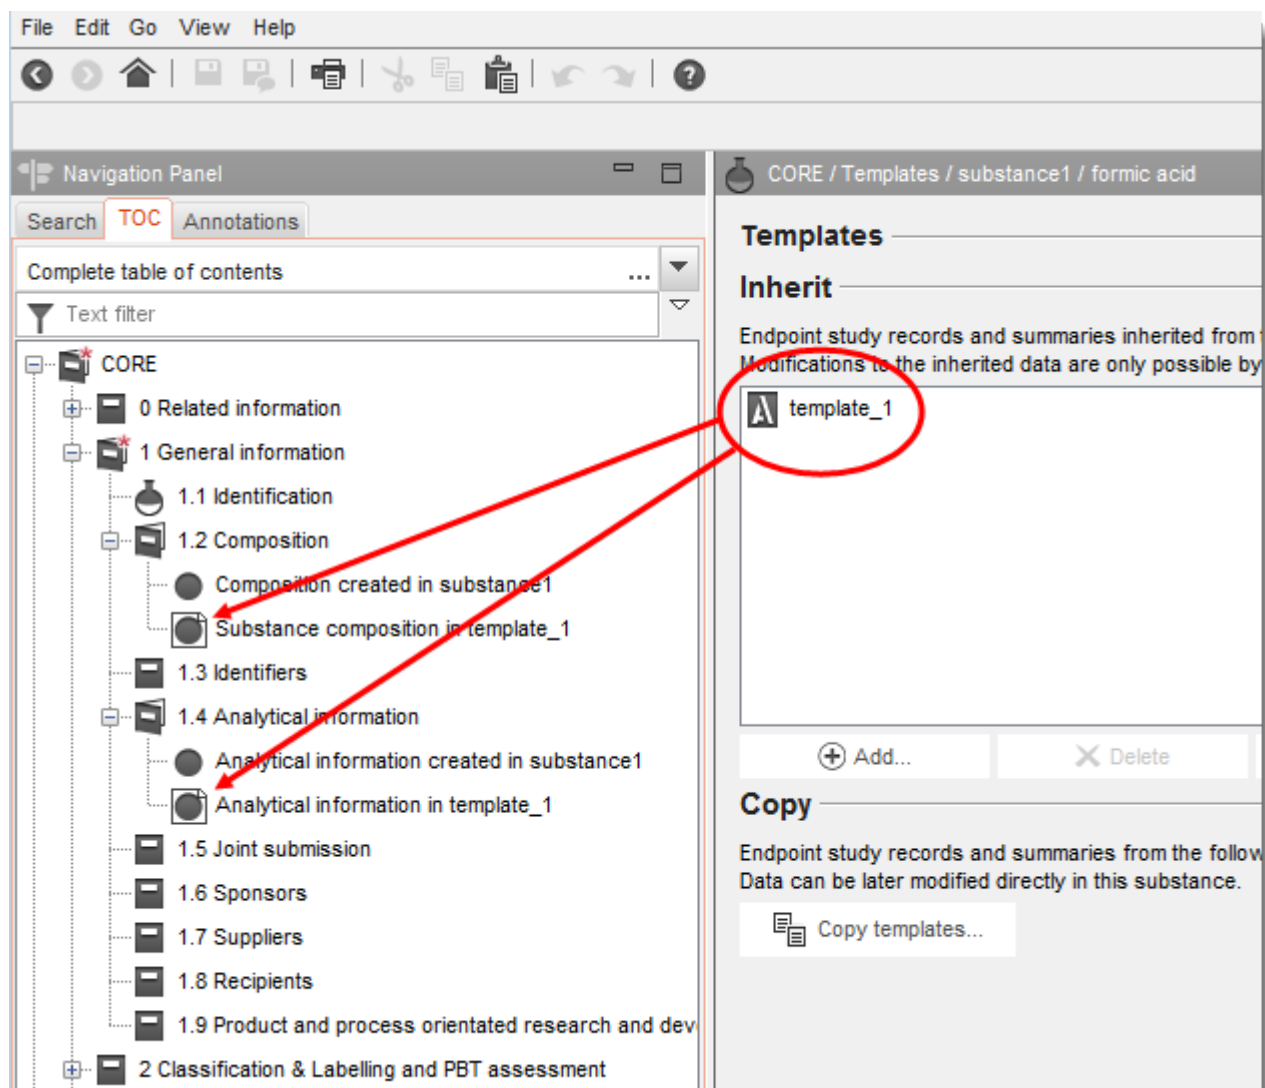 File Edit Go View Help
Navigation Panel
Search TOC Annotations
Complete table of contents ...
Text filter
CORE
0 Related information
1 General information
1.1 Identification
1.2 Composition
Composition created in substance1
Substance composition in template_1
1.3 Identifiers
1.4 Analytical information
Analytical information created in substance1
Analytical information in template_1
1.5 Joint submission
1.6 Sponsors
1.7 Suppliers
1.8 Recipients
1.9 Product and process orientated research and dev
2 Classification & Labelling and PBT assessment
CORE / Templates / substance1 / formic acid
Templates
Inherit
Endpoint study records and summaries inherited from
Modifications to the inherited data are only possible by
template_1
Add...
Delete
Copy
Endpoint study records and summaries from the follow
Data can be later modified directly in this substance.
Copy templates...